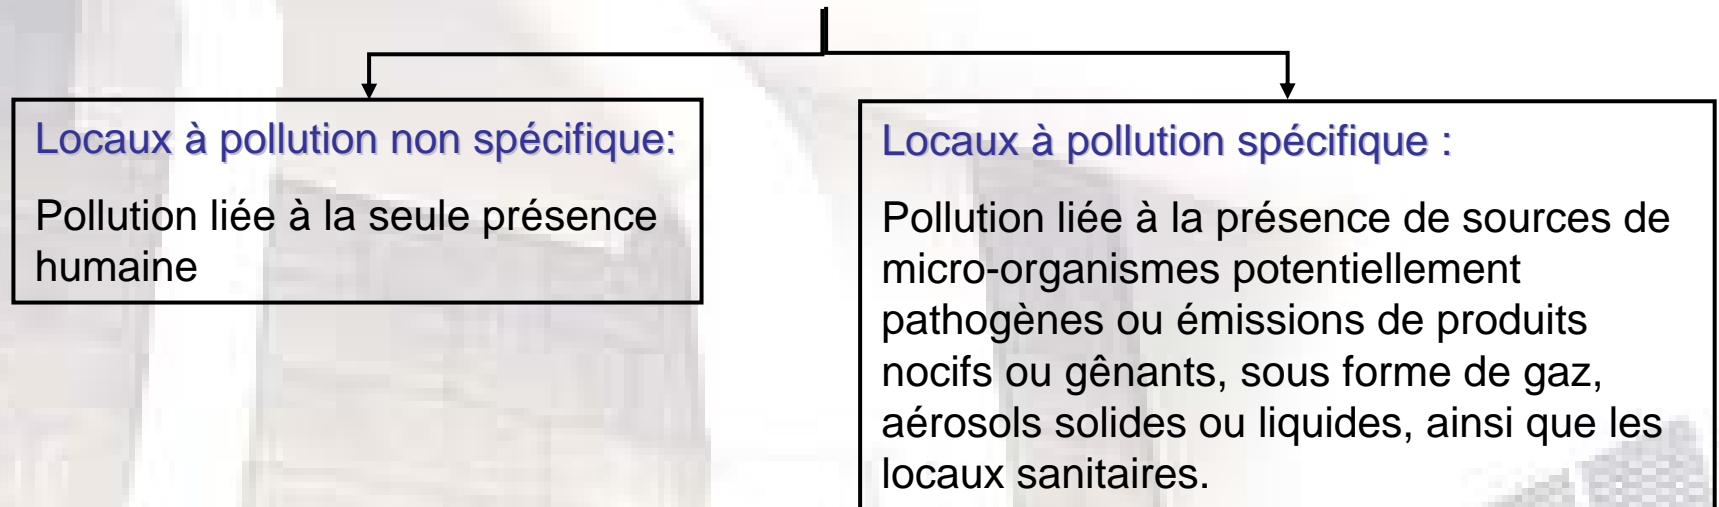 Locaux à pollution non spécifique:
Pollution liée à la seule présence
humaine
Locaux à pollution spécifique :
Pollution liée à la présence de sources de
micro-organismes potentiellement
pathogènes ou émissions de produits
nocifs ou gênants, sous forme de gaz,
aérosols solides ou liquides, ainsi que les
locaux sanitaires.